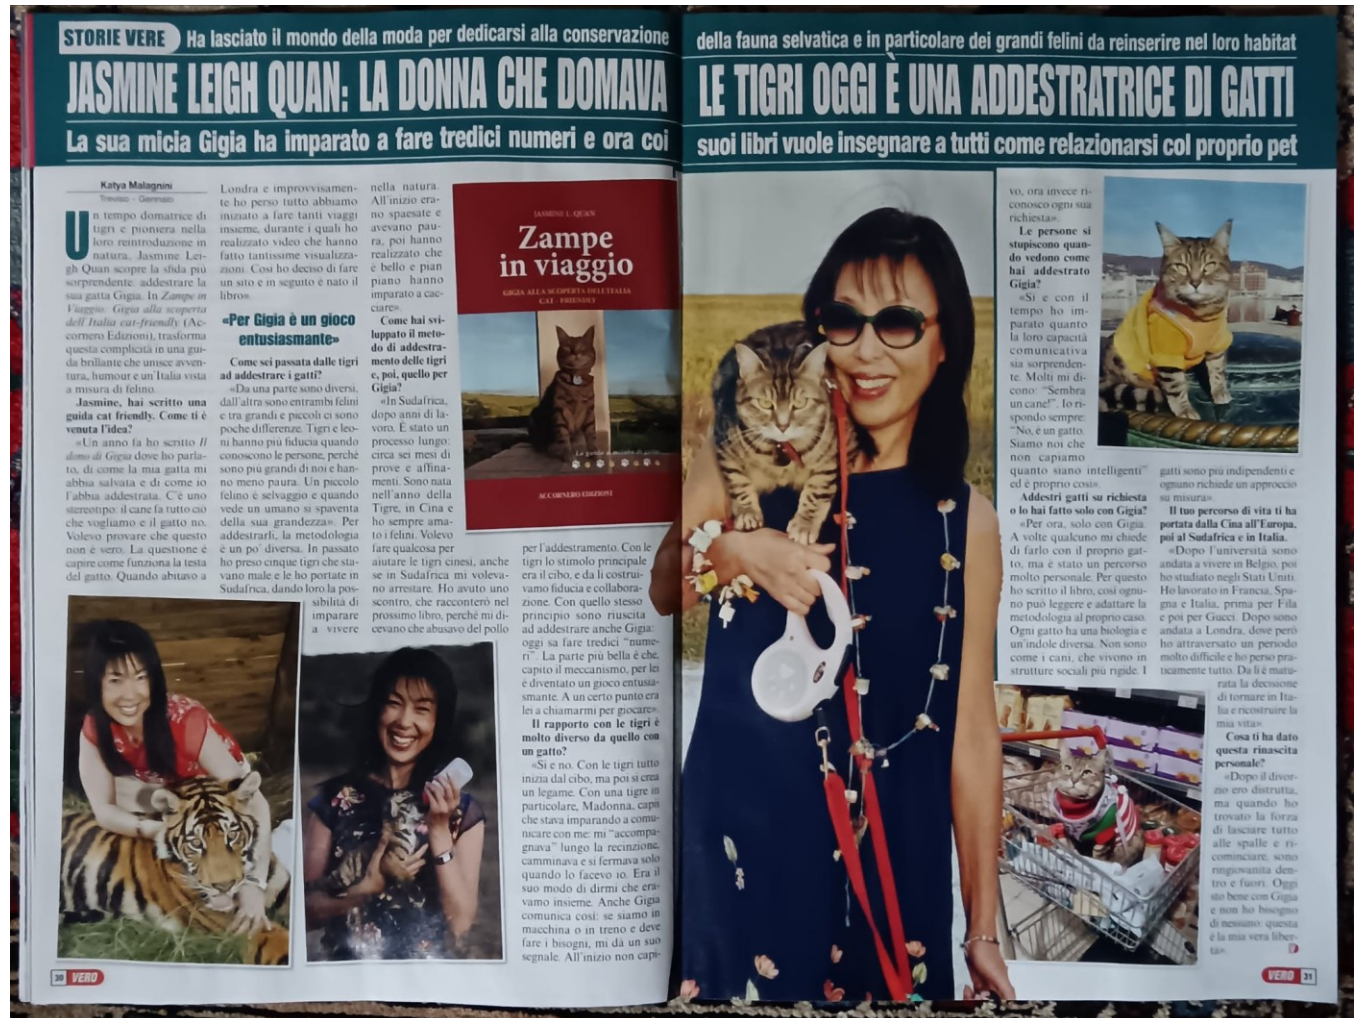 STORIE VERE
Ha lasciato il mondo della moda per dedicarsi alla conservazione
della fauna selvatica e in particolare dei grandi felini da reinserire nel loro habitat
JASMINE LEIGH QUAN: LA DONNA CHE DOMAVA
LE TIGRI OGGI È UNA ADDESTRATRICE DI GATTI
La sua micia Gigia ha imparato a fare tredici numeri e ora coi
suoi libri vuole insegnare a tutti come relazionarsi col proprio pet
Katya Malagnini
Treviso - Gennaio
Un tempo domatrice di
tigri e pioniera nella
loro reintroduzione in
natura, Jasmine Lei-
gh Quan scopre la sfida più
sorprendente: addestrare la
sua gatta Gigia. In Zampe in
Viaggio. Gigia alla scoperta
dell'Italia cat-friendly (Ac-
cornero Edizioni), trasforma
questa complicità in una gui-
da brillante che unisce avven-
tura, humour e un'Italia vista
a misura di felino.
Jasmine, hai scritto una
guida cat friendly. Come ti è
venuta l'idea?
«Un anno fa ho scritto Il
dono di Gigia dove ho parla-
to, di come la mia gatta mi
abbia salvata e di come io
l'abbia addestrata. C'è uno
stereotipo: il cane fa tutto ciò
che vogliamo e il gatto no.
Volevo provare che questo
non è vero. La questione è
capire come funziona la testa
del gatto. Quando abitavo a
Londra e improvvisamen-
te ho perso tutto abbiamo
iniziato a fare tanti viaggi
insieme, durante i quali ho
realizzato video che hanno
fatto tantissime visualizza-
zioni. Così ho deciso di fare
un sito e in seguito è nato il
libro».
«Per Gigia è un gioco
entusiasmante»
Come sei passata dalle tigri
ad addestrare i gatti?
«Da una parte sono diversi,
dall'altra sono entrambi felini
e tra grandi e piccoli ci sono
poche differenze. Tigri e leo-
ni hanno più fiducia quando
conoscono le persone, perché
sono più grandi di noi e han-
no meno paura. Un piccolo
felino è selvaggio e quando
vede un umano si spaventa
della sua grandezza». Per
addestrarli, la metodologia
è un po' diversa. In passato
ho preso cinque tigri che sta-
vano male e le ho portate in
Sudafrica, dando loro la pos-
sibilità di
imparare
a vivere
nella natura.
All'inizio era-
no spaesate e
avevano pau-
ra, poi hanno
realizzato che
è bello e pian
piano hanno
imparato a cac-
ciare».
Come hai svi-
luppato il meto-
do di addestra-
mento delle tigri
e, poi, quello per
Gigia?
«In Sudafrica,
dopo anni di la-
voro. È stato un
processo lungo:
circa sei mesi di
prove e affina-
menti. Sono nata
nell'anno della
Tigre, in Cina e
ho sempre ama-
to i felini. Volevo
fare qualcosa per
aiutare le tigri cinesi, anche
se in Sudafrica mi voleva-
no arrestare. Ho avuto uno
scontro, che racconterò nel
prossimo libro, perché mi di-
cevano che abusavo del pollo
JASMINE L. QUAN
Zampe
in viaggio
GIGIA ALLA SCOPERTA DELL'ITALIA
CAT - FRIENDLY
ACCORNERO EDIZIONI
per l'addestramento. Con le
tigri lo stimolo principale
era il cibo, e da lì costrui-
vamo fiducia e collabora-
zione. Con quello stesso
principio sono riuscita
ad addestrare anche Gigia:
oggi sa fare tredici "nume-
ri". La parte più bella è che,
capito il meccanismo, per lei
è diventato un gioco entusia-
smante. A un certo punto era
lei a chiamarmi per giocare».
Il rapporto con le tigri è
molto diverso da quello con
un gatto?
«Sì e no. Con le tigri tutto
inizia dal cibo, ma poi si crea
un legame. Con una tigre in
particolare, Madonna, capii
che stava imparando a comu-
nicare con me: mi "accompa-
gnava" lungo la recinzione,
camminava e si fermava solo
quando lo facevo io. Era il
suo modo di dirmi che era-
vamo insieme. Anche Gigia
comunica così: se siamo in
macchina o in treno e deve
fare i bisogni, mi dà un suo
segnale. All'inizio non capi-
vo, ora invece ri-
conosco ogni sua
richiesta».
Le persone si
stupiscono quan-
do vedono come
hai addestrato
Gigia?
«Sì e con il
tempo ho im-
parato quanto
la loro capacità
comunicativa
sia sorprenden-
te. Molti mi di-
cono: "Sembra
un cane!". Io ri-
spondo sempre:
"No, è un gatto.
Siamo noi che
non capiamo
quanto siano intelligenti"
ed è proprio così».
Addestri gatti su richiesta
o lo hai fatto solo con Gigia?
«Per ora, solo con Gigia.
A volte qualcuno mi chiede
di farlo con il proprio gat-
to, ma è stato un percorso
molto personale. Per questo
ho scritto il libro, così ognu-
no può leggere e adattare la
metodologia al proprio caso.
Ogni gatto ha una biologia e
un'indole diversa. Non sono
come i cani, che vivono in
strutture sociali più rigide. I
gatti sono più indipendenti e
ognuno richiede un approccio
su misura».
Il tuo percorso di vita ti ha
portata dalla Cina all'Europa,
poi al Sudafrica e in Italia.
«Dopo l'università sono
andata a vivere in Belgio, poi
ho studiato negli Stati Uniti.
Ho lavorato in Francia, Spa-
gna e Italia, prima per Fila
e poi per Gucci. Dopo sono
andata a Londra, dove però
ho attraversato un periodo
molto difficile e ho perso pra-
ticamente tutto. Da lì è matu-
rata la decisione
di tornare in Ita-
lia e ricostruire la
mia vita».
Cosa ti ha dato
questa rinascita
personale?
«Dopo il divor-
zio ero distrutta,
ma quando ho
trovato la forza
di lasciare tutto
alle spalle e ri-
cominciare, sono
ringiovanita den-
tro e fuori. Oggi
sto bene con Gigia
e non ho bisogno
di nessuno: questa
è la mia vera liber-
tà».
30 VERO
VERO 31